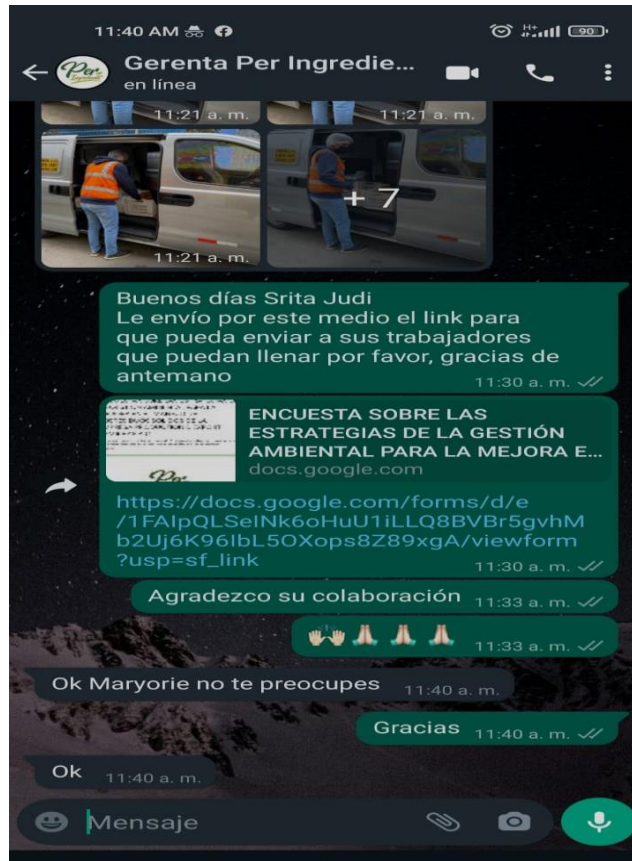 11:40 AM
H+
90
Per
Gerenta Per Ingredie...
en línea
11:21 a. m.
11:21 a. m.
11:21 a. m.
+ 7
Buenos días Srita Judi
Le envío por este medio el link para
que pueda enviar a sus trabajadores
que puedan llenar por favor, gracias de
antemano
11:30 a. m.
ENCUESTA SOBRE LAS
ESTRATEGIAS DE LA GESTIÓN
AMBIENTAL PARA LA MEJORA E...
docs.google.com
Per
https://docs.google.com/forms/d/e
/1FAIpQLSeINk6oHuU1iLLQ8BVBr5gvhM
b2Uj6K96IbL5OXops8Z89xgA/viewform
?usp=sf_link
11:30 a. m.
Agradezco su colaboración 11:33 a. m.
11:33 a. m.
Ok Maryorie no te preocupes 11:40 a. m.
Gracias 11:40 a. m.
Ok 11:40 a. m.
Mensaje